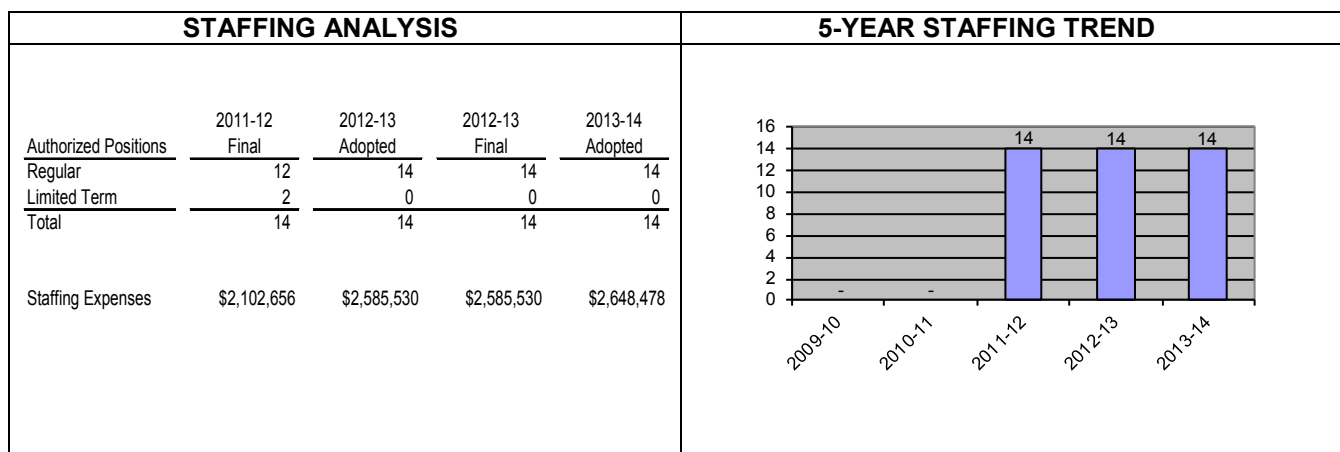 STAFFING ANALYSIS
2011-12 2012-13 2012-13 2013-14
Authorized Positions Final Adopted Final Adopted
Regular 12 14 14 14
Limited Term 2 0 0 0
Total 14 14 14 14
Staffing Expenses $2,102,656 $2,585,530 $2,585,530 $2,648,478
5-YEAR STAFFING TREND
16
14
12
10
8
6
4
2
0
- - 14 14 14
2009-10 2010-11 2011-12 2012-13 2013-14